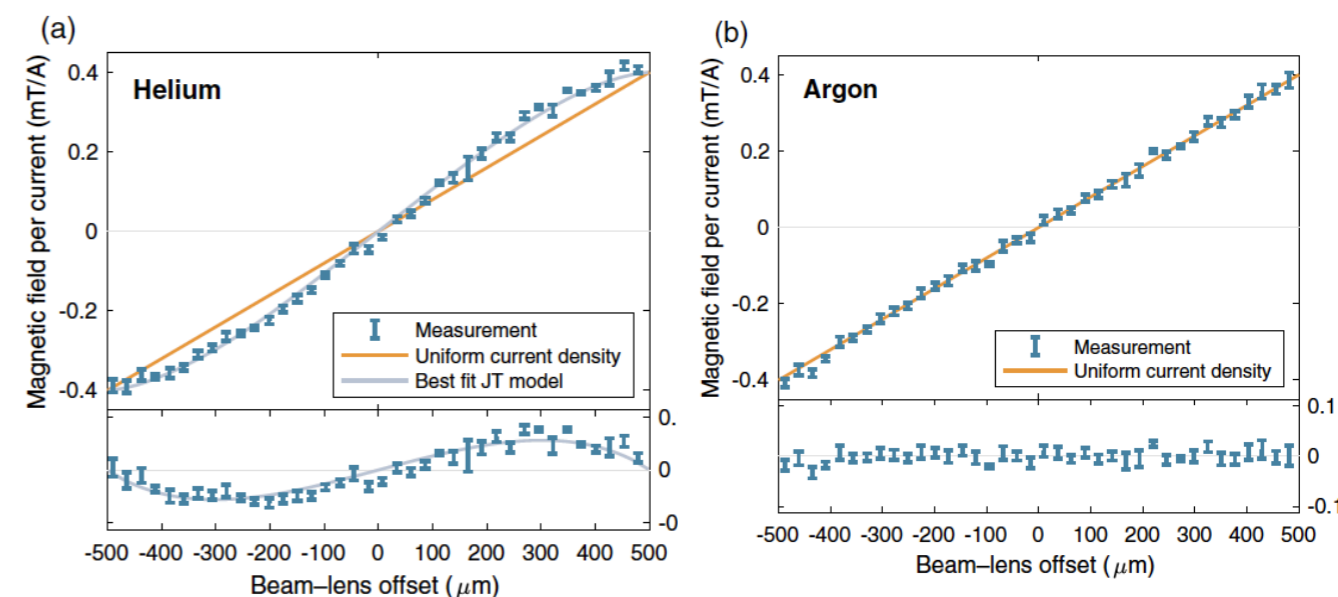 (a)
Helium
Magnetic field per current (mT/A)
0.4
0.2
0
-0.2
-0.4
Measurement
Uniform current density
Best fit JT model
0.
0
-0
-500 -400 -300 -200 -100 0 100 200 300 400 500
Beam–lens offset (μm)
(b)
Argon
Magnetic field per current (mT/A)
0.4
0.2
0
-0.2
-0.4
Measurement
Uniform current density
0.1
0
-0.1
-500 -400 -300 -200 -100 0 100 200 300 400 500
Beam–lens offset (μm)